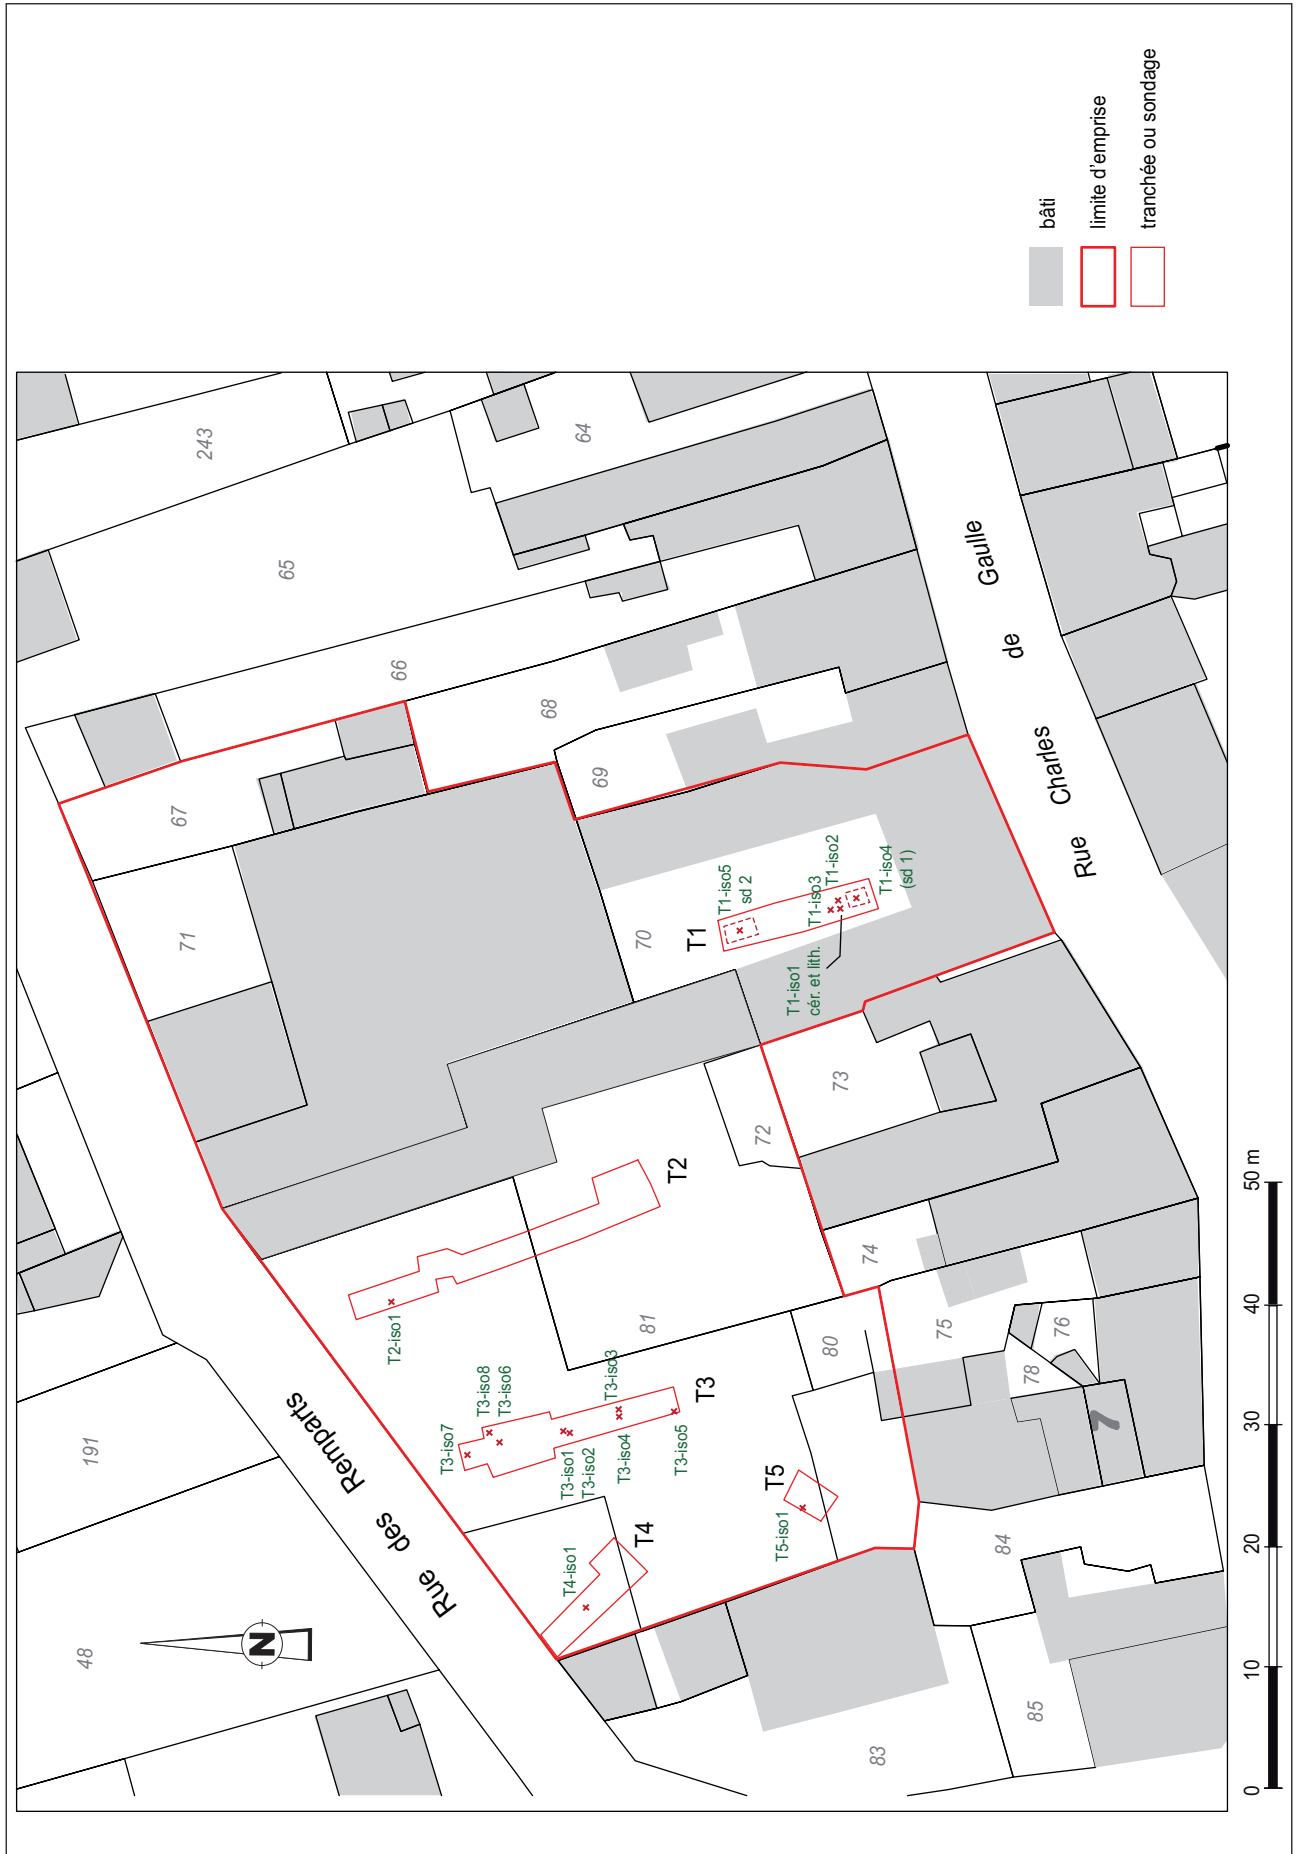 bâti
limite d'emprise
tranchée ou sondage
243
64
65
66
68
67
69
71
70
T1
T1-iso5
sd 2
T1-iso3
T1-iso2
T1-iso4
(sd 1)
T1-iso1
cér. et lith.
73
72
74
T2
T2-iso1
81
80
75
76
78
7
T3
T3-iso7
T3-iso8
T3-iso6
T3-iso1
T3-iso2
T3-iso3
T3-iso4
T3-iso5
T5
T5-iso1
T4
T4-iso1
84
85
83
191
48
N
Rue des Remparts
Rue Charles de Gaulle
0 10 20 30 40 50 m